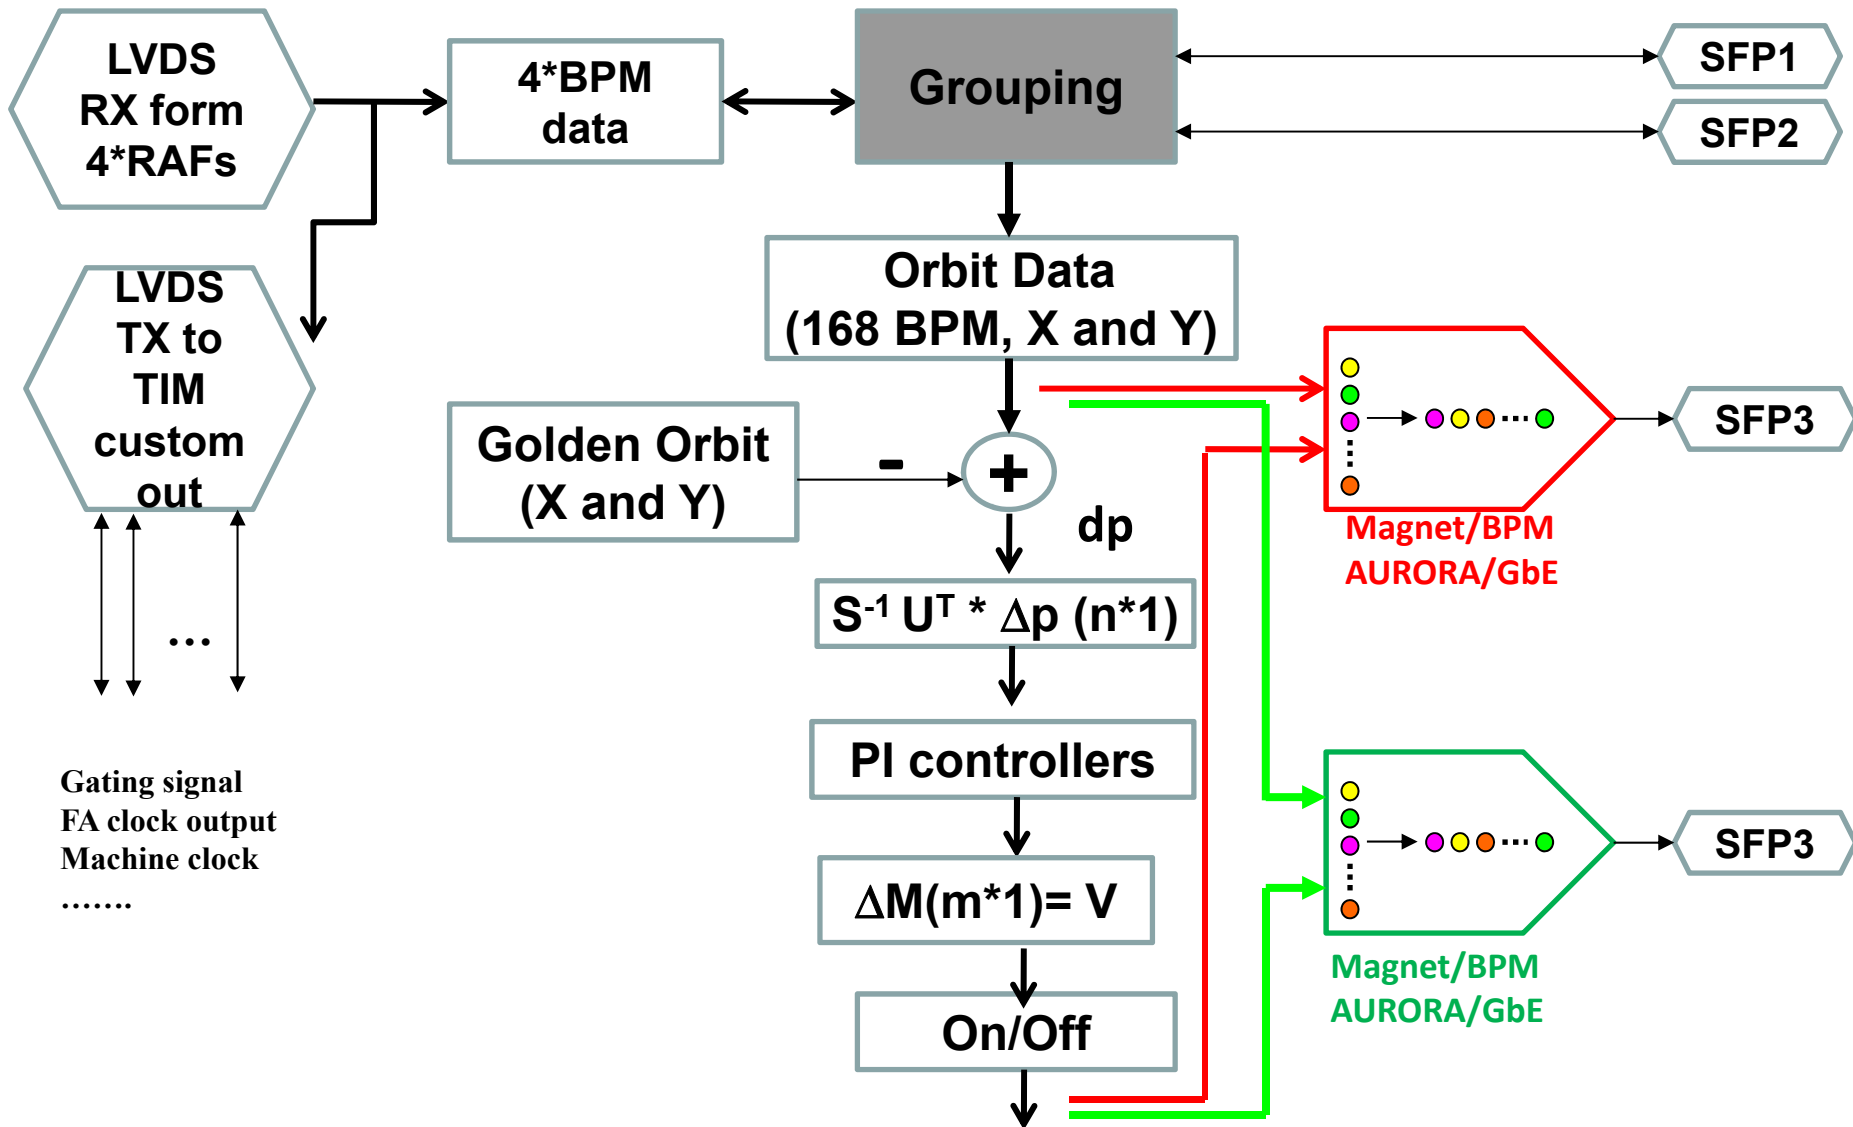 LVDS
RX form
4*RAFs
4*BPM
data
Grouping
SFP1
SFP2
LVDS
TX to
TIM
custom
out
Orbit Data
(168 BPM, X and Y)
Golden Orbit
(X and Y)
-
+
dp
S⁻¹ Uᵀ * Δp (n*1)
PI controllers
ΔM(m*1)= V
On/Off
...
Gating signal
FA clock output
Machine clock
.......
SFP3
Magnet/BPM
AURORA/GbE
SFP3
Magnet/BPM
AURORA/GbE